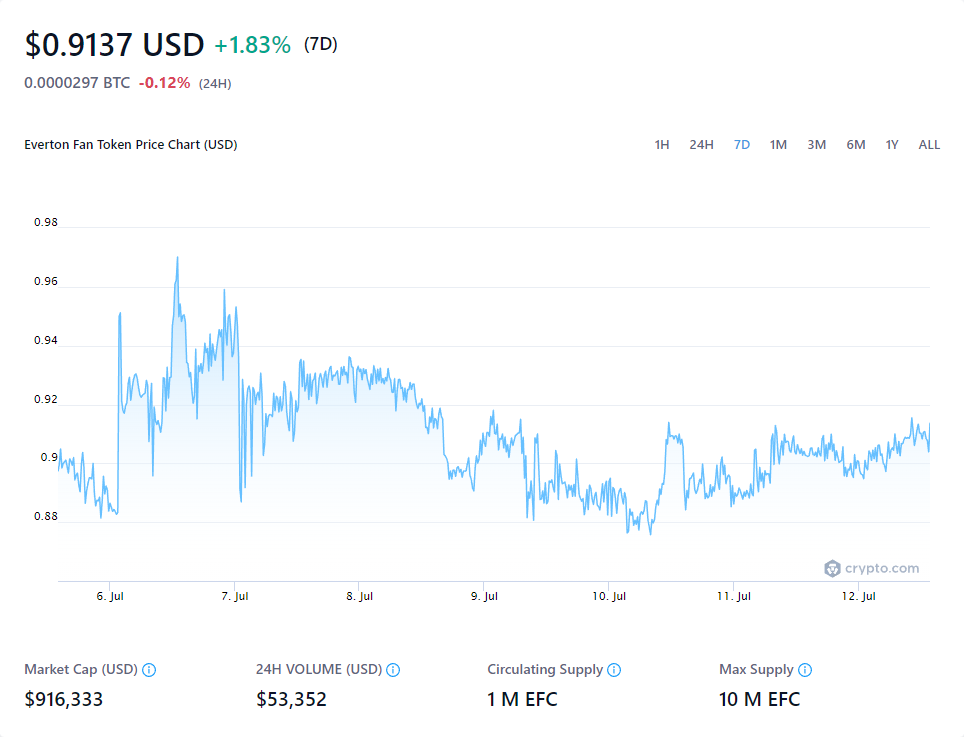 $0.9137 USD +1.83% (7D)
0.0000297 BTC -0.12% (24H)
Everton Fan Token Price Chart (USD)
1H 24H 7D 1M 3M 6M 1Y ALL
0.98
0.96
0.94
0.92
0.9
0.88
crypto.com
6. Jul 7. Jul 8. Jul 9. Jul 10. Jul 11. Jul 12. Jul
Market Cap (USD) 24H VOLUME (USD) Circulating Supply Max Supply
$916,333 $53,352 1 M EFC 10 M EFC